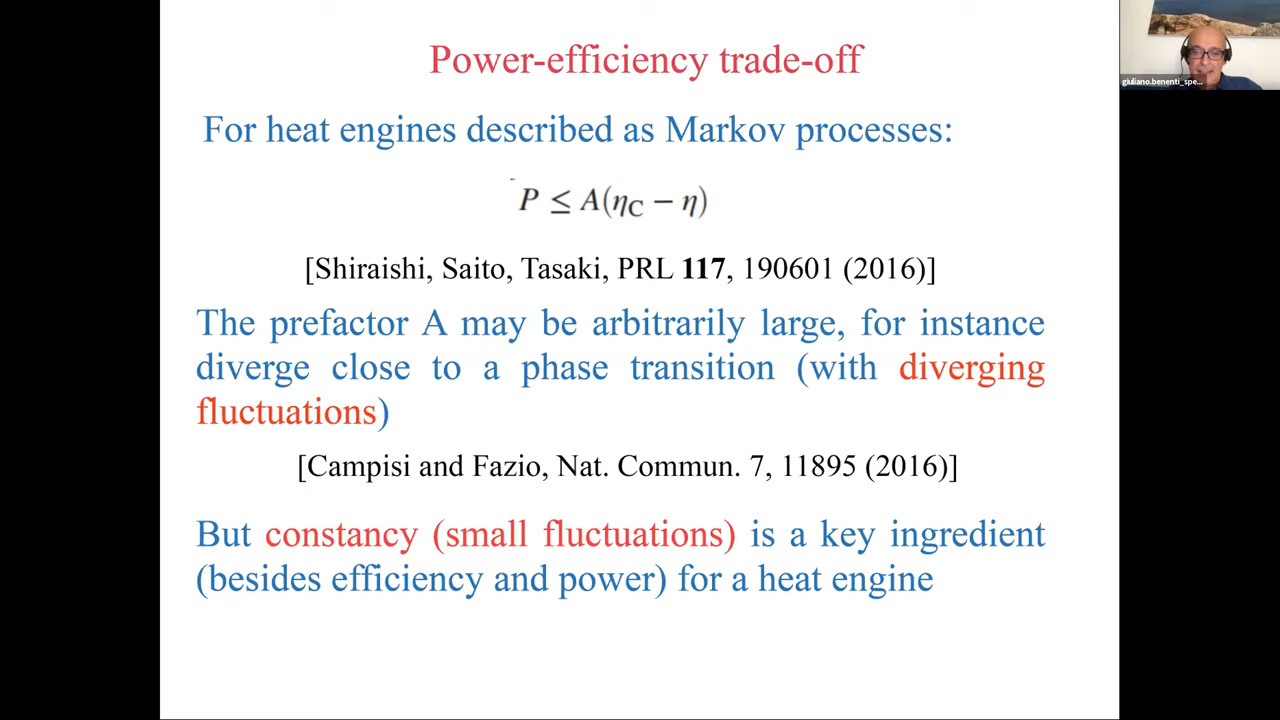 Power-efficiency trade-off
giuliano.benenti_spe...
For heat engines described as Markov processes:
P ≤ A(η_C − η)
[Shiraishi, Saito, Tasaki, PRL 117, 190601 (2016)]
The prefactor A may be arbitrarily large, for instance
diverge close to a phase transition (with diverging
fluctuations)
[Campisi and Fazio, Nat. Commun. 7, 11895 (2016)]
But constancy (small fluctuations) is a key ingredient
(besides efficiency and power) for a heat engine